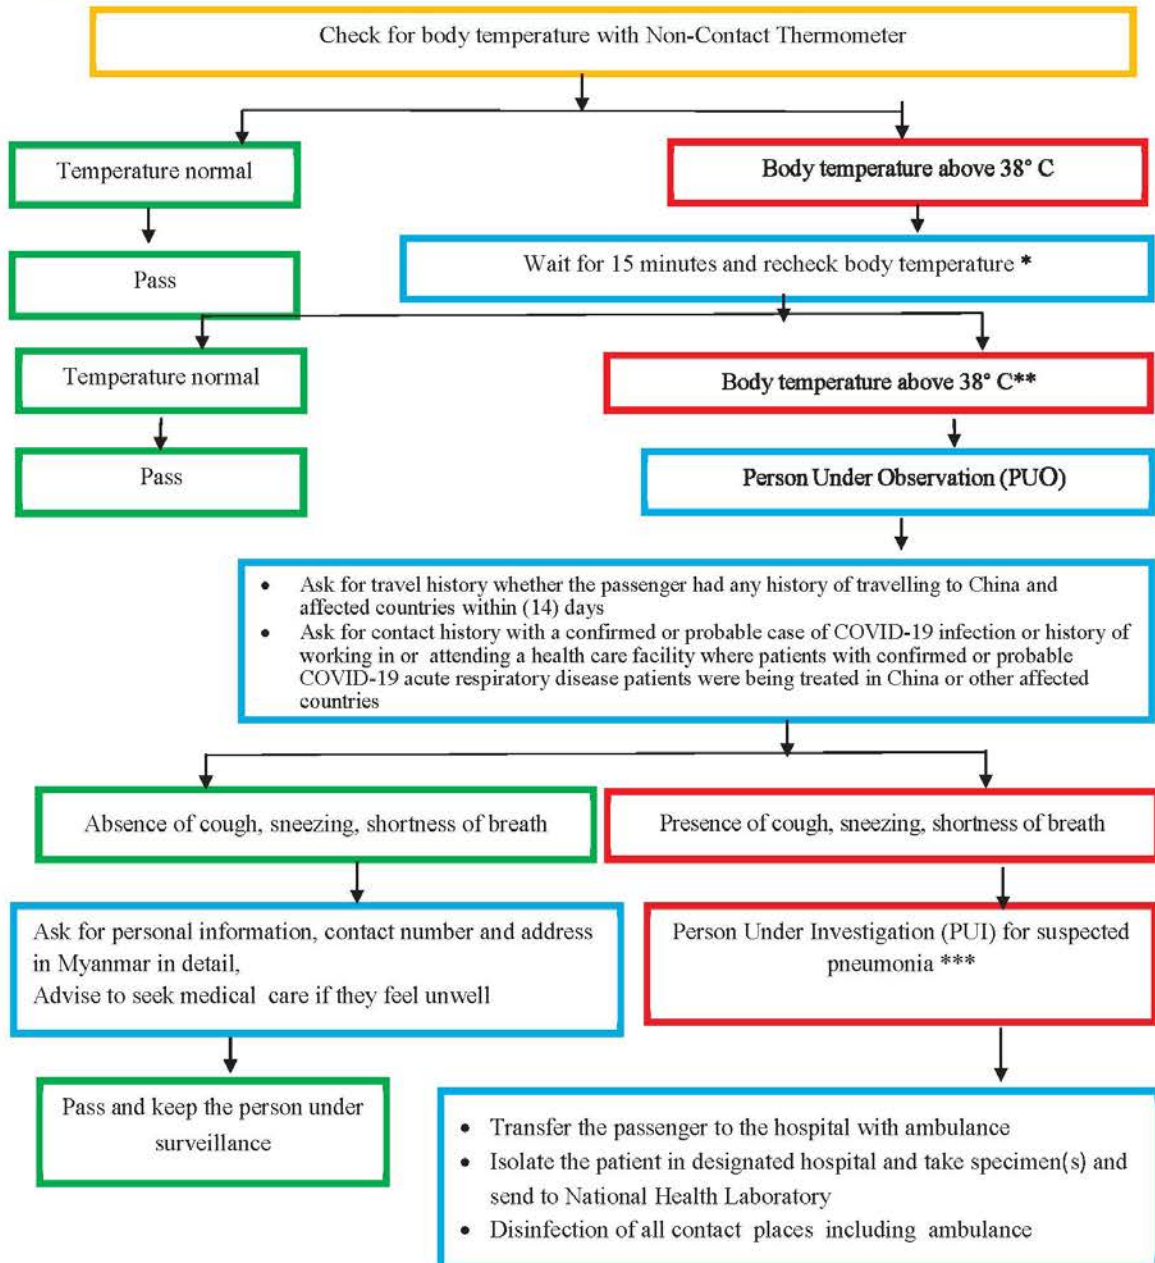 Check for body temperature with Non-Contact Thermometer
Temperature normal
Body temperature above 38° C
Pass
Wait for 15 minutes and recheck body temperature *
Temperature normal
Body temperature above 38° C**
Pass
Person Under Observation (PUO)
• Ask for travel history whether the passenger had any history of travelling to China and
affected countries within (14) days
• Ask for contact history with a confirmed or probable case of COVID-19 infection or history of
working in or attending a health care facility where patients with confirmed or probable
COVID-19 acute respiratory disease patients were being treated in China or other affected
countries
Absence of cough, sneezing, shortness of breath
Presence of cough, sneezing, shortness of breath
Ask for personal information, contact number and address
in Myanmar in detail,
Advise to seek medical care if they feel unwell
Person Under Investigation (PUI) for suspected
pneumonia ***
Pass and keep the person under
surveillance
• Transfer the passenger to the hospital with ambulance
• Isolate the patient in designated hospital and take specimen(s) and
send to National Health Laboratory
• Disinfection of all contact places including ambulance